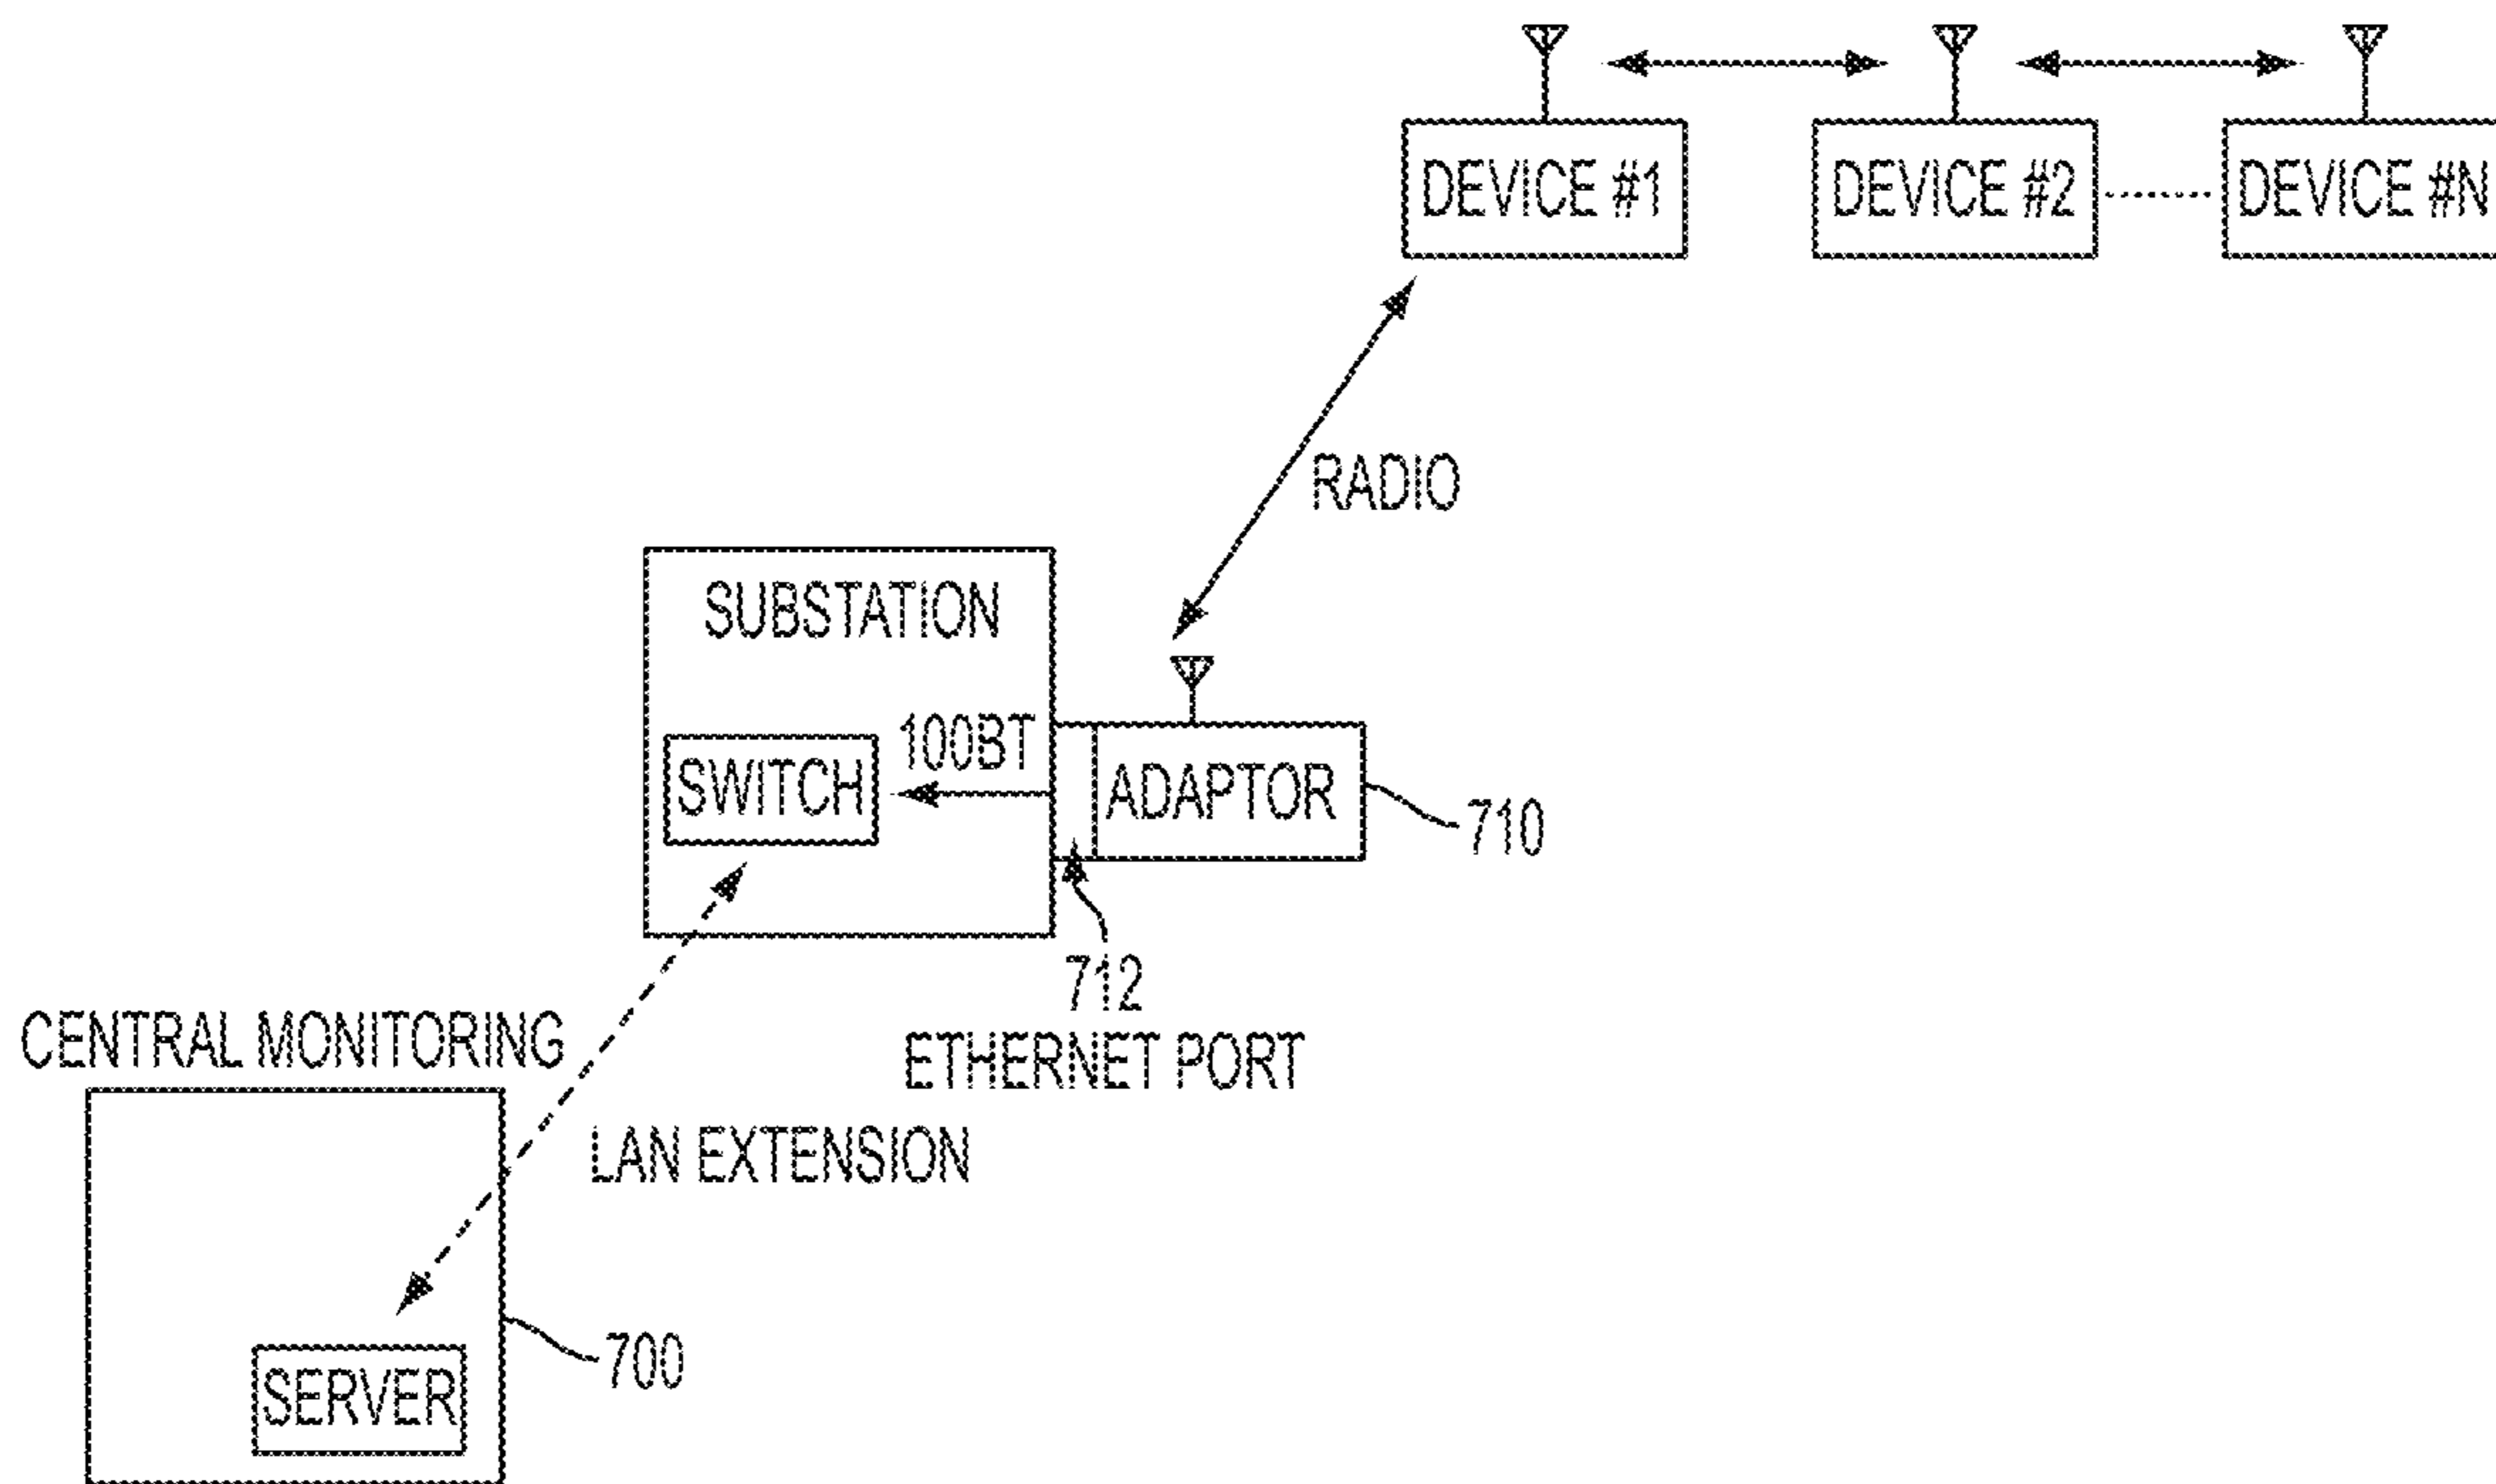 DEVICE #1
DEVICE #2
DEVICE #N
RADIO
SUBSTATION
100BT
SWITCH
ADAPTOR
710
712
ETHERNET PORT
CENTRAL MONITORING
LAN EXTENSION
700
SERVER